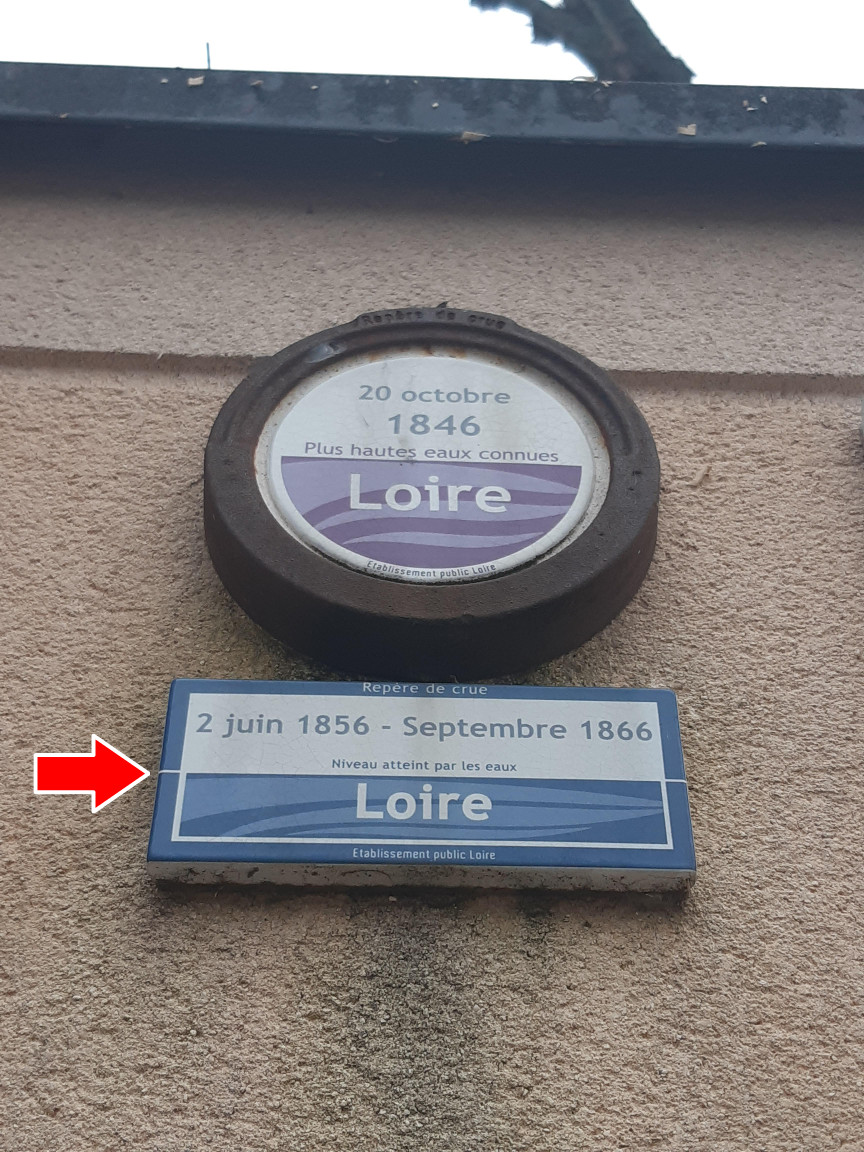 Repère de crue
20 octobre
1846
Plus hautes eaux connues
Loire
Etablissement public Loire
Repère de crue
2 juin 1856 - Septembre 1866
Niveau atteint par les eaux
Loire
Etablissement public Loire